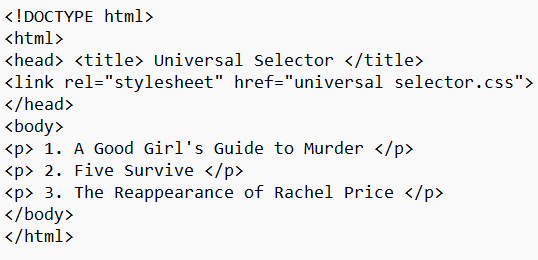 <!DOCTYPE html>
<html>
<head> <title> Universal Selector </title>
<link rel="stylesheet" href="universal selector.css">
</head>
<body>
<p> 1. A Good Girl's Guide to Murder </p>
<p> 2. Five Survive </p>
<p> 3. The Reappearance of Rachel Price </p>
</body>
</html>